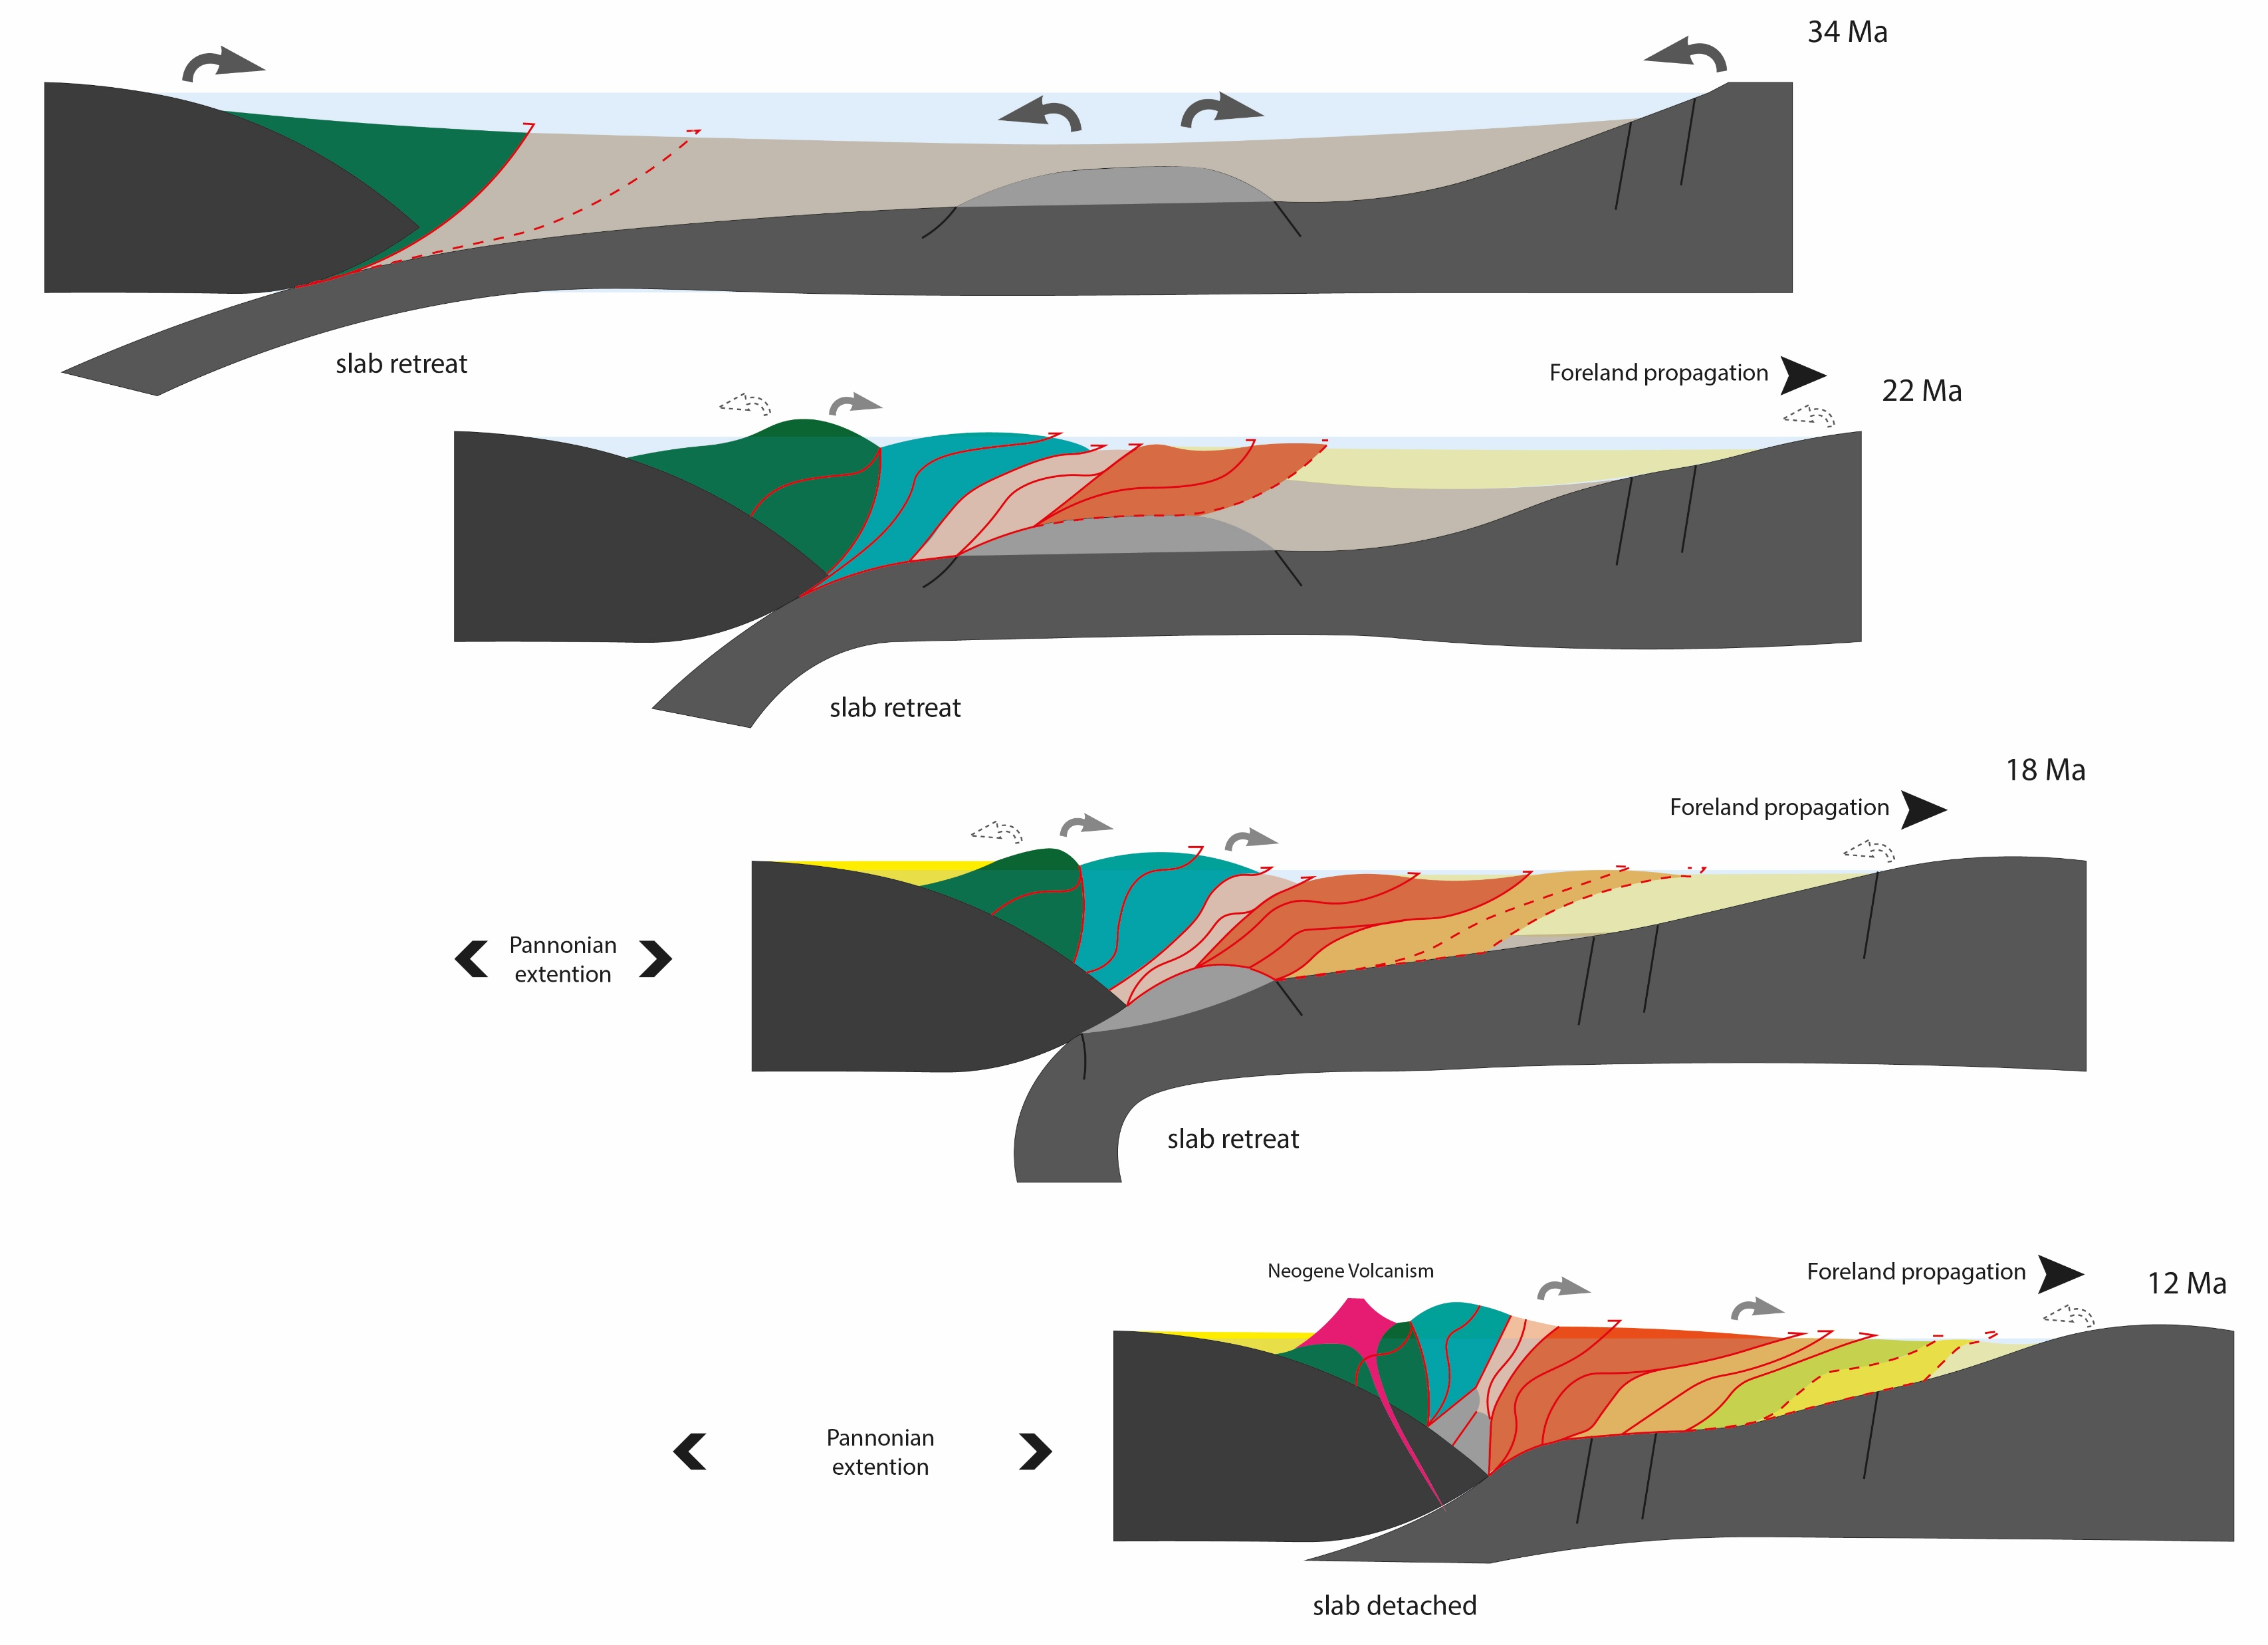 34 Ma
slab retreat
Foreland propagation
22 Ma
slab retreat
18 Ma
Foreland propagation
Pannonian
extention
slab retreat
Neogene Volcanism
Foreland propagation
12 Ma
Pannonian
extention
slab detached